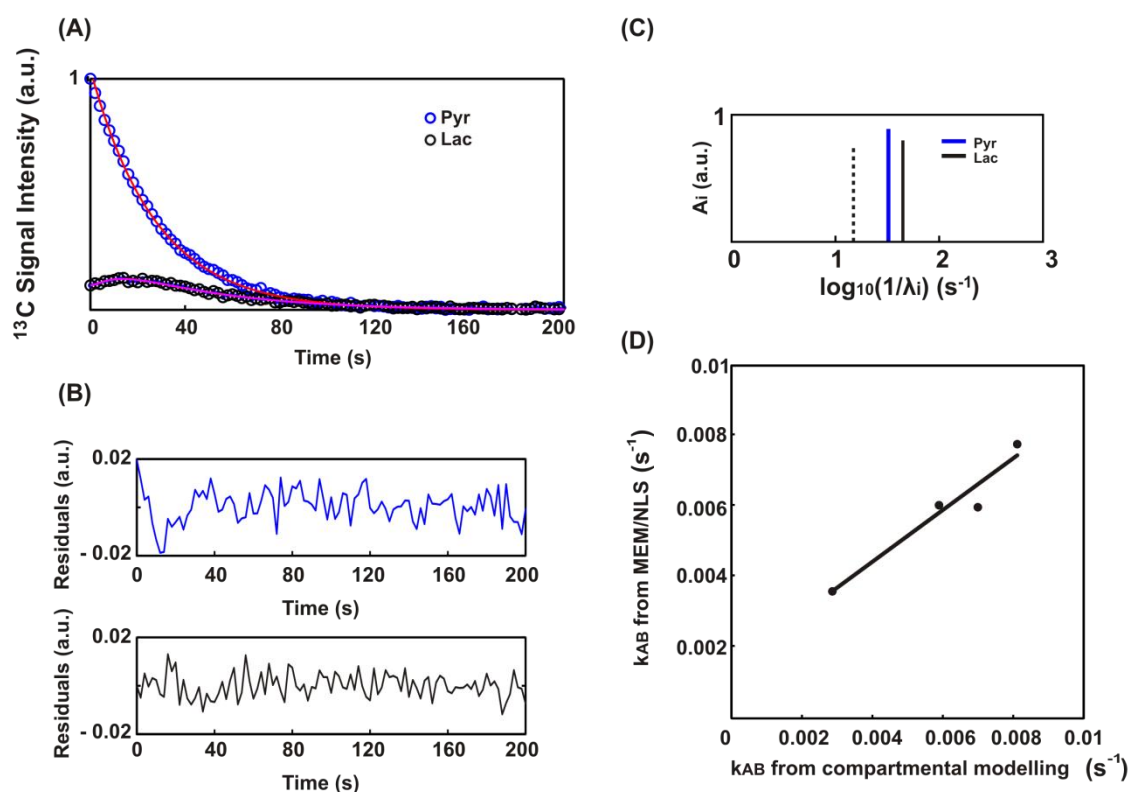 (A)
¹³C Signal Intensity (a.u.)
1
Pyr
Lac
0 40 80 120 160 200
Time (s)
(B)
Residuals (a.u.)
0.02
- 0.02
0 40 80 120 160 200
Time (s)
Residuals (a.u.)
0.02
- 0.02
0 40 80 120 160 200
Time (s)
(C)
Ai (a.u.)
1
Pyr
Lac
0 1 2 3
log10(1/λi) (s-1)
(D)
kAB from MEM/NLS (s-1)
0.01
0.008
0.006
0.004
0.002
0 0.002 0.004 0.006 0.008 0.01
kAB from compartmental modelling (s-1)